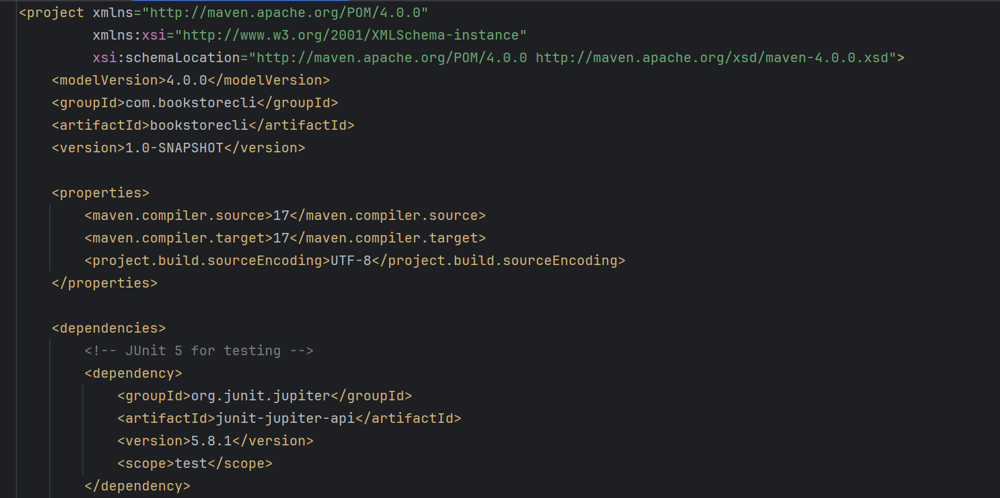 <project xmlns="http://maven.apache.org/POM/4.0.0"
xmlns:xsi="http://www.w3.org/2001/XMLSchema-instance"
xsi:schemaLocation="http://maven.apache.org/POM/4.0.0 http://maven.apache.org/xsd/maven-4.0.0.xsd">
<modelVersion>4.0.0</modelVersion>
<groupId>com.bookstorecli</groupId>
<artifactId>bookstorecli</artifactId>
<version>1.0-SNAPSHOT</version>
<properties>
<maven.compiler.source>17</maven.compiler.source>
<maven.compiler.target>17</maven.compiler.target>
<project.build.sourceEncoding>UTF-8</project.build.sourceEncoding>
</properties>
<dependencies>
<!-- JUnit 5 for testing -->
<dependency>
<groupId>org.junit.jupiter</groupId>
<artifactId>junit-jupiter-api</artifactId>
<version>5.8.1</version>
<scope>test</scope>
</dependency>